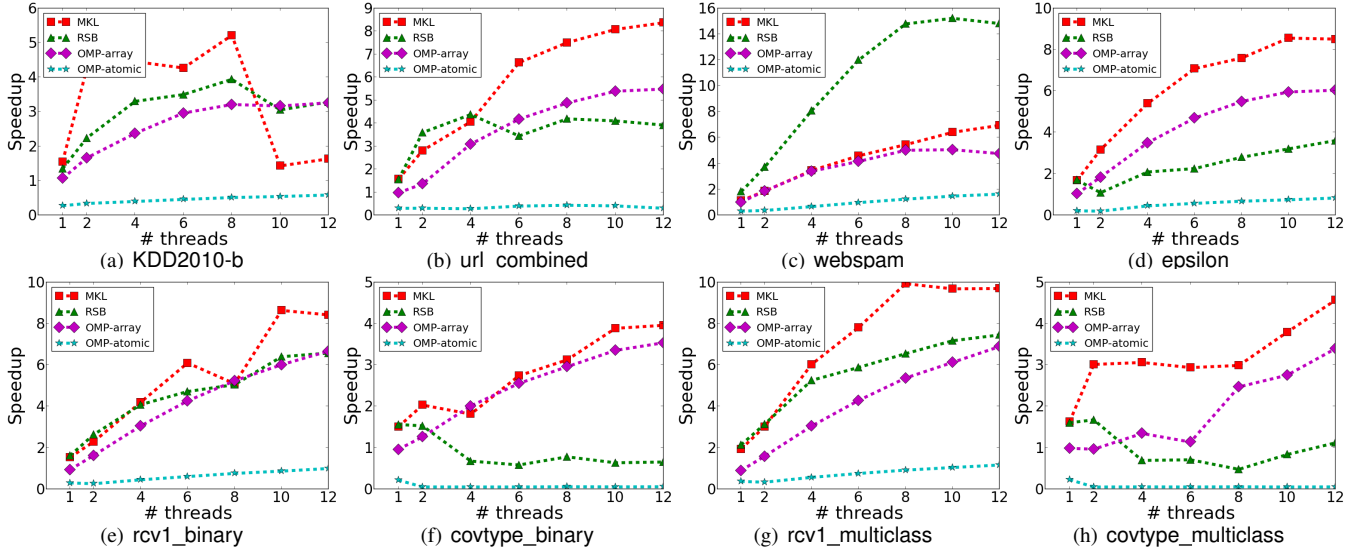 6
5
4
3
2
1
0
Speedup
MKL
RSB
OMP-array
OMP-atomic
1 2 4 6 8 10 12
# threads
(a) KDD2010-b
9
8
7
6
5
4
3
2
1
0
Speedup
MKL
RSB
OMP-array
OMP-atomic
1 2 4 6 8 10 12
# threads
(b) url_combined
16
14
12
10
8
6
4
2
0
Speedup
MKL
RSB
OMP-array
OMP-atomic
1 2 4 6 8 10 12
# threads
(c) webspam
10
8
6
4
2
0
Speedup
MKL
RSB
OMP-array
OMP-atomic
1 2 4 6 8 10 12
# threads
(d) epsilon
10
8
6
4
2
0
Speedup
MKL
RSB
OMP-array
OMP-atomic
1 2 4 6 8 10 12
# threads
(e) rcv1_binary
5
4
3
2
1
0
Speedup
MKL
RSB
OMP-array
OMP-atomic
1 2 4 6 8 10 12
# threads
(f) covtype_binary
10
8
6
4
2
0
Speedup
MKL
RSB
OMP-array
OMP-atomic
1 2 4 6 8 10 12
# threads
(g) rcv1_multiclass
5
4
3
2
1
0
Speedup
MKL
RSB
OMP-array
OMP-atomic
1 2 4 6 8 10 12
# threads
(h) covtype_multiclass